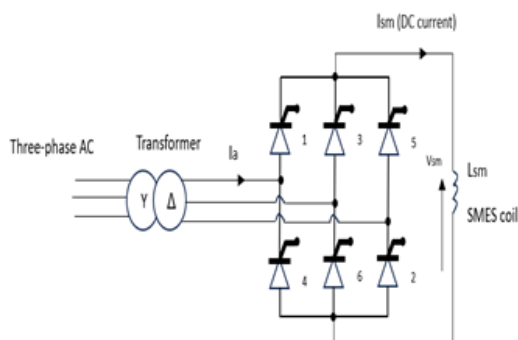 Ism (DC current)
Three-phase AC
Transformer
Ia
Y
Δ
1
3
5
4
6
2
Vsm
Lsm
SMES coil